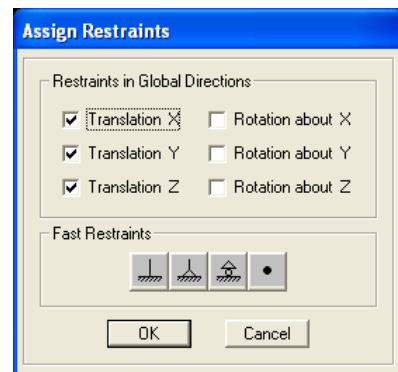 Assign Restraints
Restraints in Global Directions
Translation X Rotation about X
Translation Y Rotation about Y
Translation Z Rotation about Z
Fast Restraints
OK Cancel